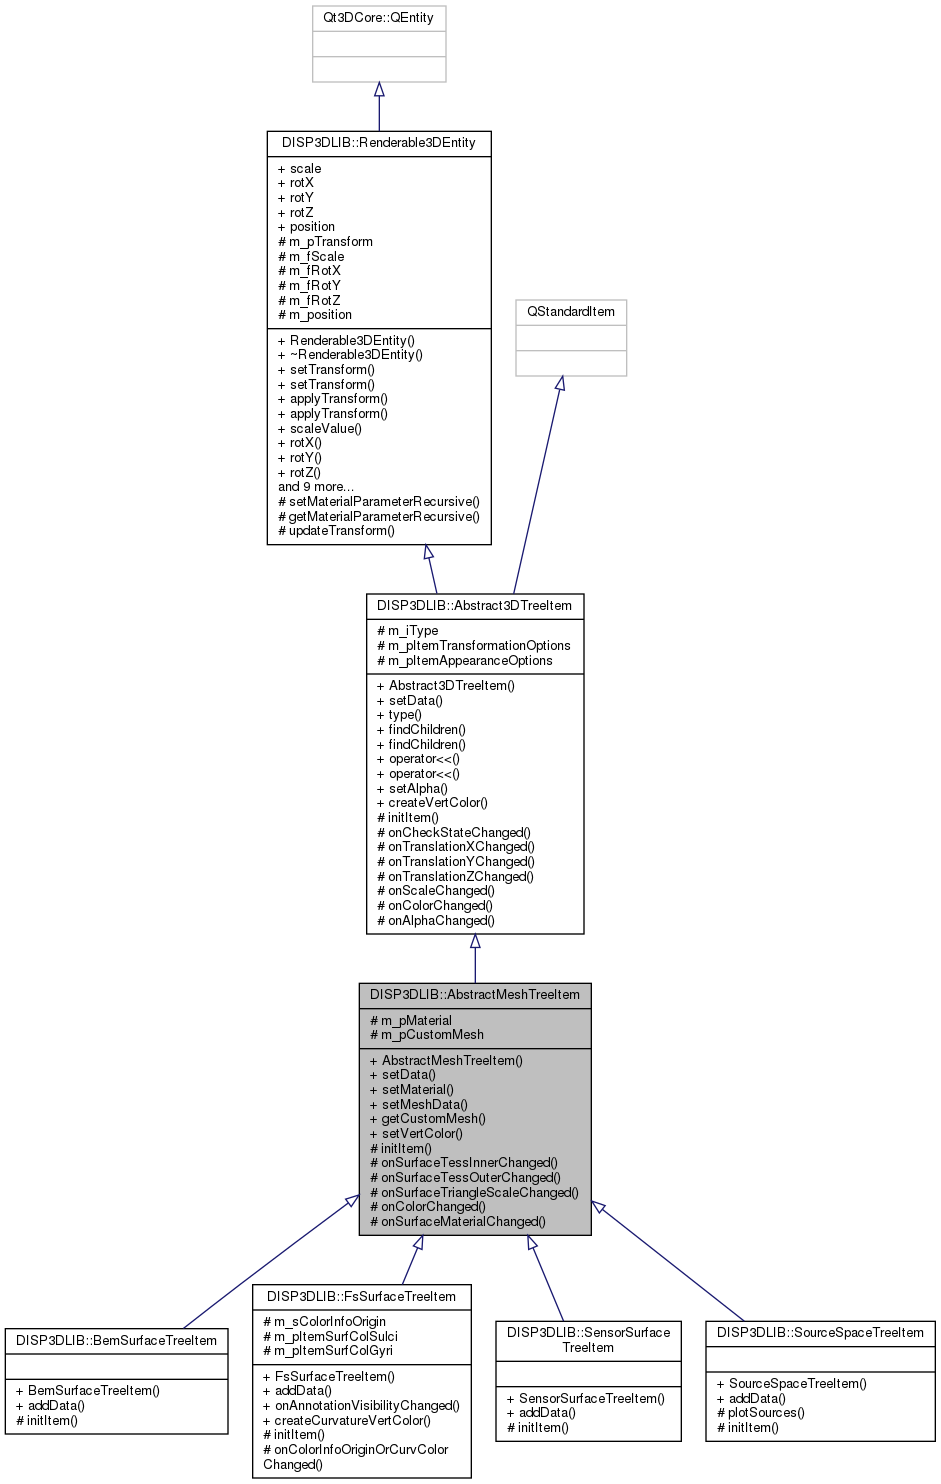 Qt3DCore::QEntity
DISP3DLIB::Renderable3DEntity
+ scale
+ rotX
+ rotY
+ rotZ
+ position
# m_pTransform
# m_fScale
# m_fRotX
# m_fRotY
# m_fRotZ
# m_position
+ Renderable3DEntity()
+ ~Renderable3DEntity()
+ setTransform()
+ setTransform()
+ applyTransform()
+ applyTransform()
+ scaleValue()
+ rotX()
+ rotY()
+ rotZ()
and 9 more...
# setMaterialParameterRecursive()
# getMaterialParameterRecursive()
# updateTransform()
QStandardItem
DISP3DLIB::Abstract3DTreeItem
# m_iType
# m_pItemTransformationOptions
# m_pItemAppearanceOptions
+ Abstract3DTreeItem()
+ setData()
+ type()
+ findChildren()
+ findChildren()
+ operator<<()
+ operator<<()
+ setAlpha()
+ createVertColor()
# initItem()
# onCheckStateChanged()
# onTranslationXChanged()
# onTranslationYChanged()
# onTranslationZChanged()
# onScaleChanged()
# onColorChanged()
# onAlphaChanged()
DISP3DLIB::AbstractMeshTreeItem
# m_pMaterial
# m_pCustomMesh
+ AbstractMeshTreeItem()
+ setData()
+ setMaterial()
+ setMeshData()
+ getCustomMesh()
+ setVertColor()
# initItem()
# onSurfaceTessInnerChanged()
# onSurfaceTessOuterChanged()
# onSurfaceTriangleScaleChanged()
# onColorChanged()
# onSurfaceMaterialChanged()
DISP3DLIB::BemSurfaceTreeItem
+ BemSurfaceTreeItem()
+ addData()
# initItem()
DISP3DLIB::FsSurfaceTreeItem
# m_sColorInfoOrigin
# m_pItemSurfColSulci
# m_pItemSurfColGyri
+ FsSurfaceTreeItem()
+ addData()
+ onAnnotationVisibilityChanged()
+ createCurvatureVertColor()
# initItem()
# onColorInfoOriginOrCurvColor
Changed()
DISP3DLIB::SensorSurface
TreeItem
+ SensorSurfaceTreeItem()
+ addData()
# initItem()
DISP3DLIB::SourceSpaceTreeItem
+ SourceSpaceTreeItem()
+ addData()
# plotSources()
# initItem()